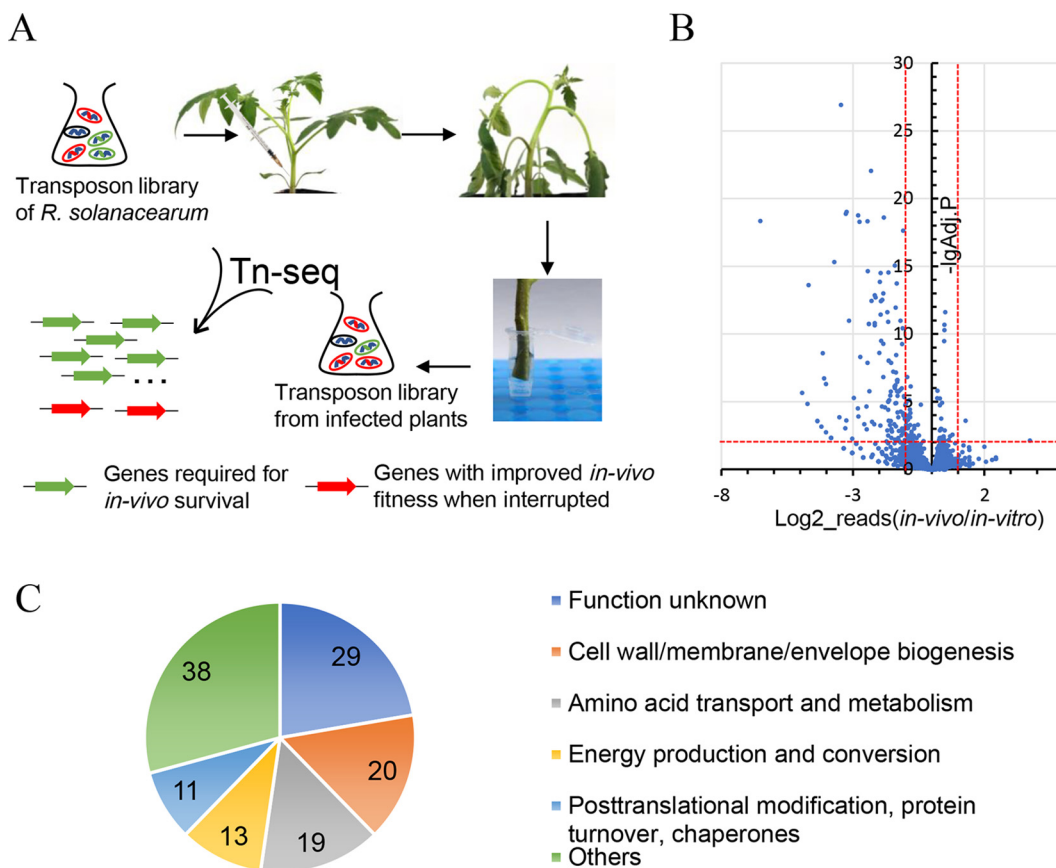 A
Transposon library
of R. solanacearum
Tn-seq
Transposon library
from infected plants
...
Genes required for
in-vivo survival
Genes with improved in-vivo
fitness when interrupted
B
30
25
20
15
10
5
0
-lgAdj.P
-8
-3
2
Log2_reads(in-vivo/in-vitro)
C
38
29
20
19
13
11
Function unknown
Cell wall/membrane/envelope biogenesis
Amino acid transport and metabolism
Energy production and conversion
Posttranslational modification, protein
turnover, chaperones
Others